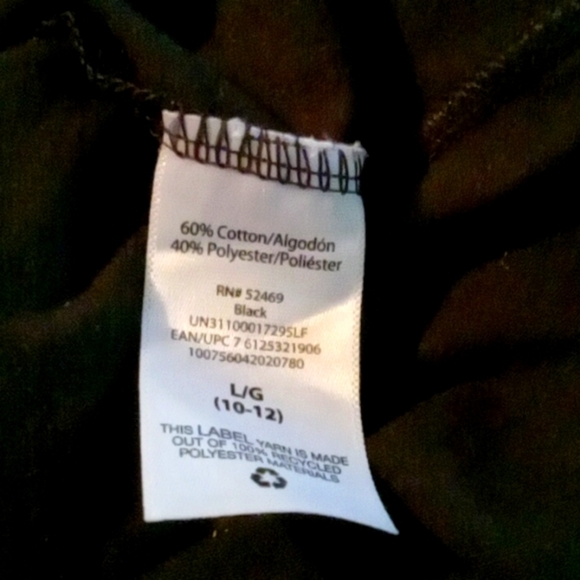 60% Cotton/Algodón
40% Polyester/Poliéster
RN# 52469
Black
UN31100017295LF
EAN/UPC 7 6125321906
100756042020780
L/G
(10-12)
THIS LABEL YARN IS MADE
OUT OF 100% RECYCLED
POLYESTER MATERIALS